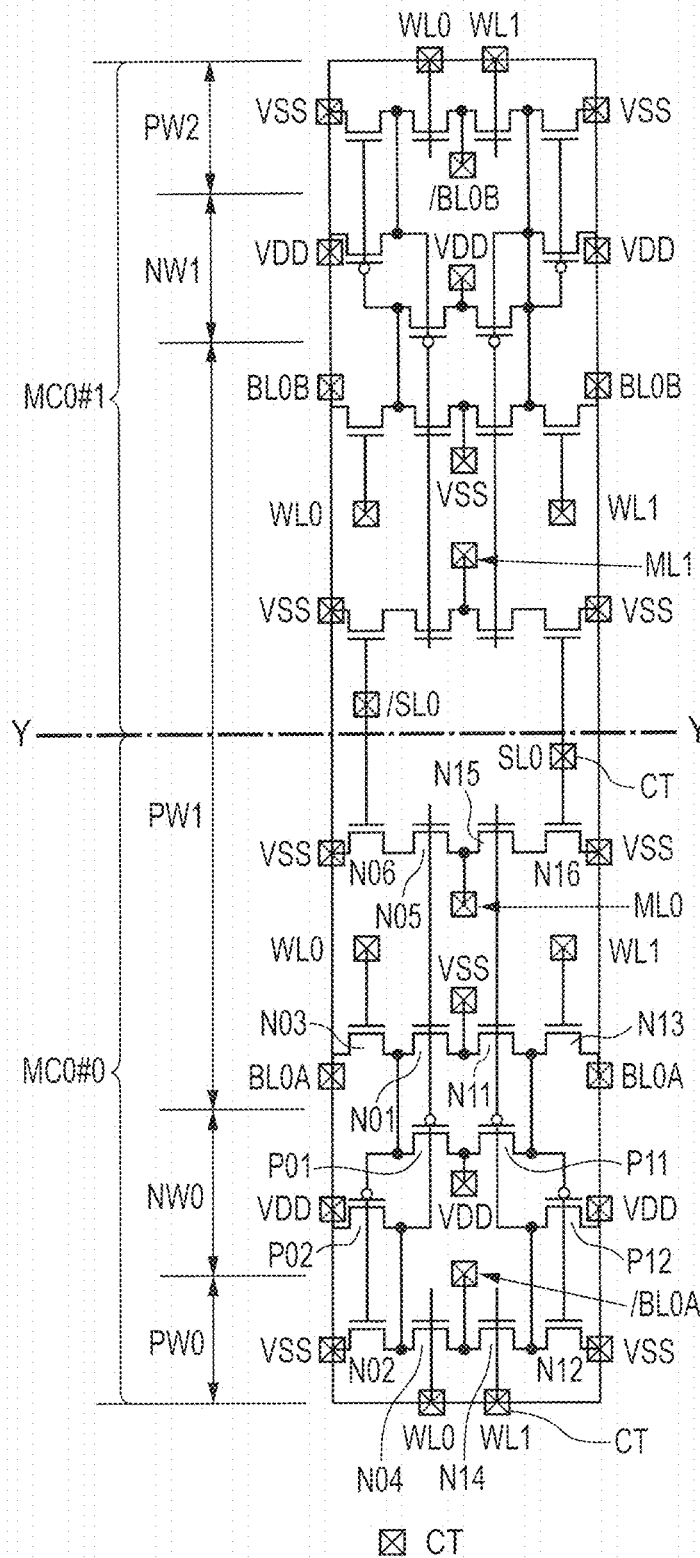 WL0 WL1
VSS VSS
PW2
/BL0B
VDD VDD VDD
NW1
BL0B BL0B
MC0#1
VSS
WL0 WL1
ML1
VSS VSS
/SL0
Y Y
SL0
N15 CT
PW1
VSS N06 N16 VSS
N05 ML0
WL0 VSS WL1
N03 N13
MC0#0
BL0A N01 N11 BL0A
P01 P11
NW0
VDD VDD VDD
P02 P12
/BL0A
PW0
VSS N02 N12 VSS
WL0 WL1 CT
N04 N14
CT